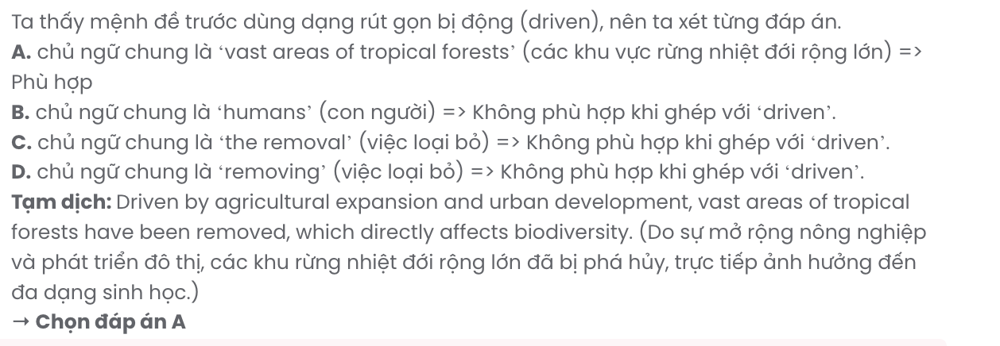 Ta thấy mệnh đề trước dùng dạng rút gọn bị động (driven), nên ta xét từng đáp án.
A. chủ ngữ chung là ‘vast areas of tropical forests’ (các khu vực rừng nhiệt đới rộng lớn) =>
Phù hợp
B. chủ ngữ chung là ‘humans’ (con người) => Không phù hợp khi ghép với ‘driven’.
C. chủ ngữ chung là ‘the removal’ (việc loại bỏ) => Không phù hợp khi ghép với ‘driven’.
D. chủ ngữ chung là ‘removing’ (việc loại bỏ) => Không phù hợp khi ghép với ‘driven’.
Tạm dịch: Driven by agricultural expansion and urban development, vast areas of tropical
forests have been removed, which directly affects biodiversity. (Do sự mở rộng nông nghiệp
và phát triển đô thị, các khu rừng nhiệt đới rộng lớn đã bị phá hủy, trực tiếp ảnh hưởng đến
đa dạng sinh học.)
→ Chọn đáp án A